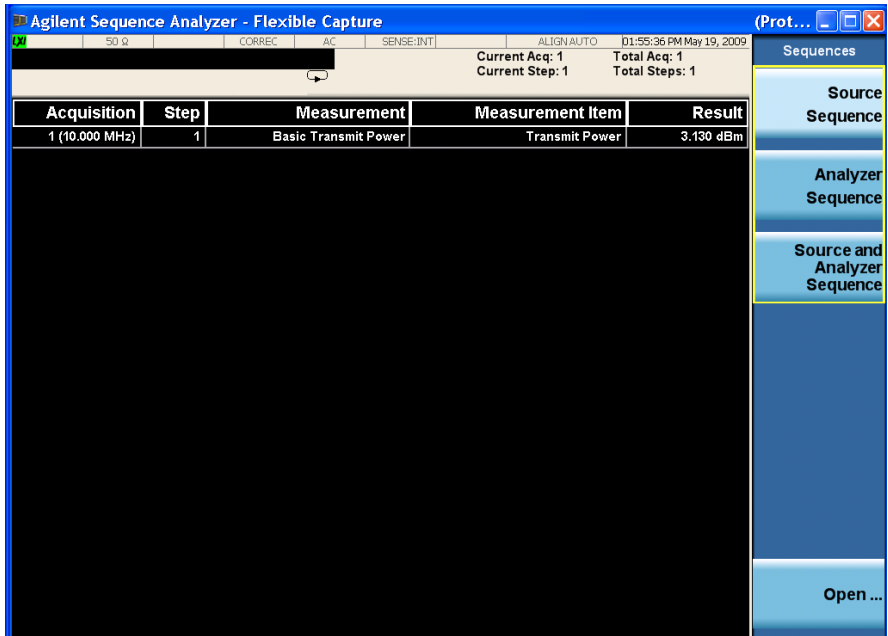 Agilent Sequence Analyzer - Flexible Capture (Prot...
LXI 50 Ω CORREC AC SENSE:INT ALIGN AUTO 01:55:36 PM May 19, 2009
Current Acq: 1 Total Acq: 1
Current Step: 1 Total Steps: 1
Acquisition Step Measurement Measurement Item Result
1 (10.000 MHz) 1 Basic Transmit Power Transmit Power 3.130 dBm
Sequences
Source
Sequence
Analyzer
Sequence
Source and
Analyzer
Sequence
Open ...